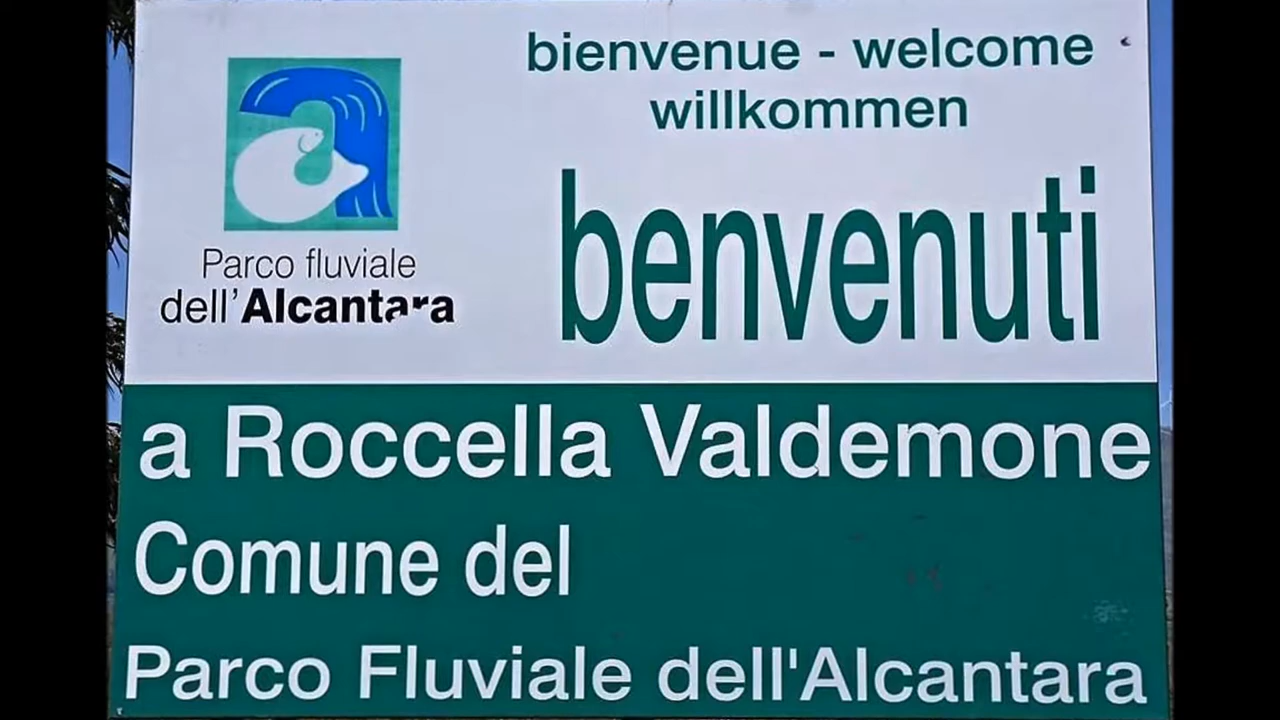 bienvenue - welcome
willkommen
benvenuti
Parco fluviale
dell'Alcantara
a Roccella Valdemone
Comune del
Parco Fluviale dell'Alcantara